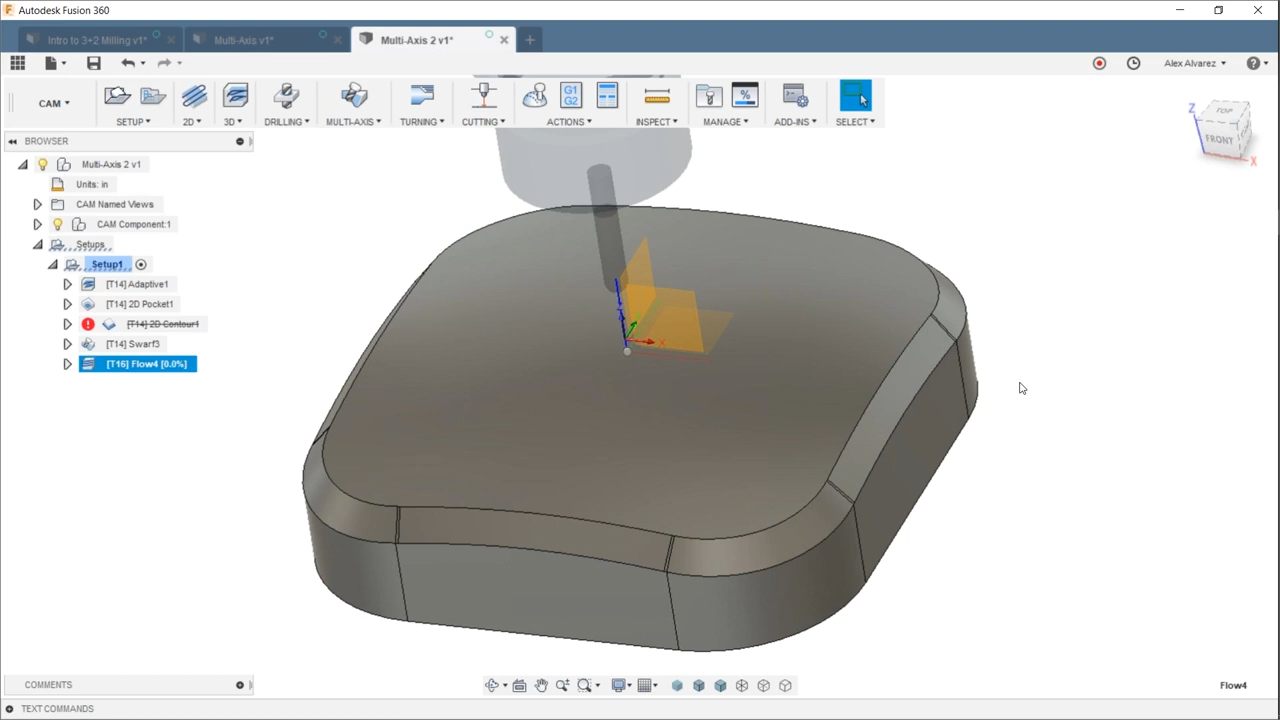 Autodesk Fusion 360
Intro to 3+2 Milling v1*
Multi-Axis v1*
Multi-Axis 2 v1*
Alex Alvarez
CAM
SETUP
2D
3D
DRILLING
MULTI-AXIS
TURNING
CUTTING
G1
G2
ACTIONS
INSPECT
%
MANAGE
ADD-INS
SELECT
BROWSER
Multi-Axis 2 v1
Units: in
CAM Named Views
CAM Component:1
Setups
Setup1
[T14] Adaptive1
[T14] 2D Pocket1
[T14] 2D Contour1
[T14] Swarf3
[T16] Flow4 [0.0%]
Z
TOP
FRONT
X
Z
X
COMMENTS
Flow4
TEXT COMMANDS